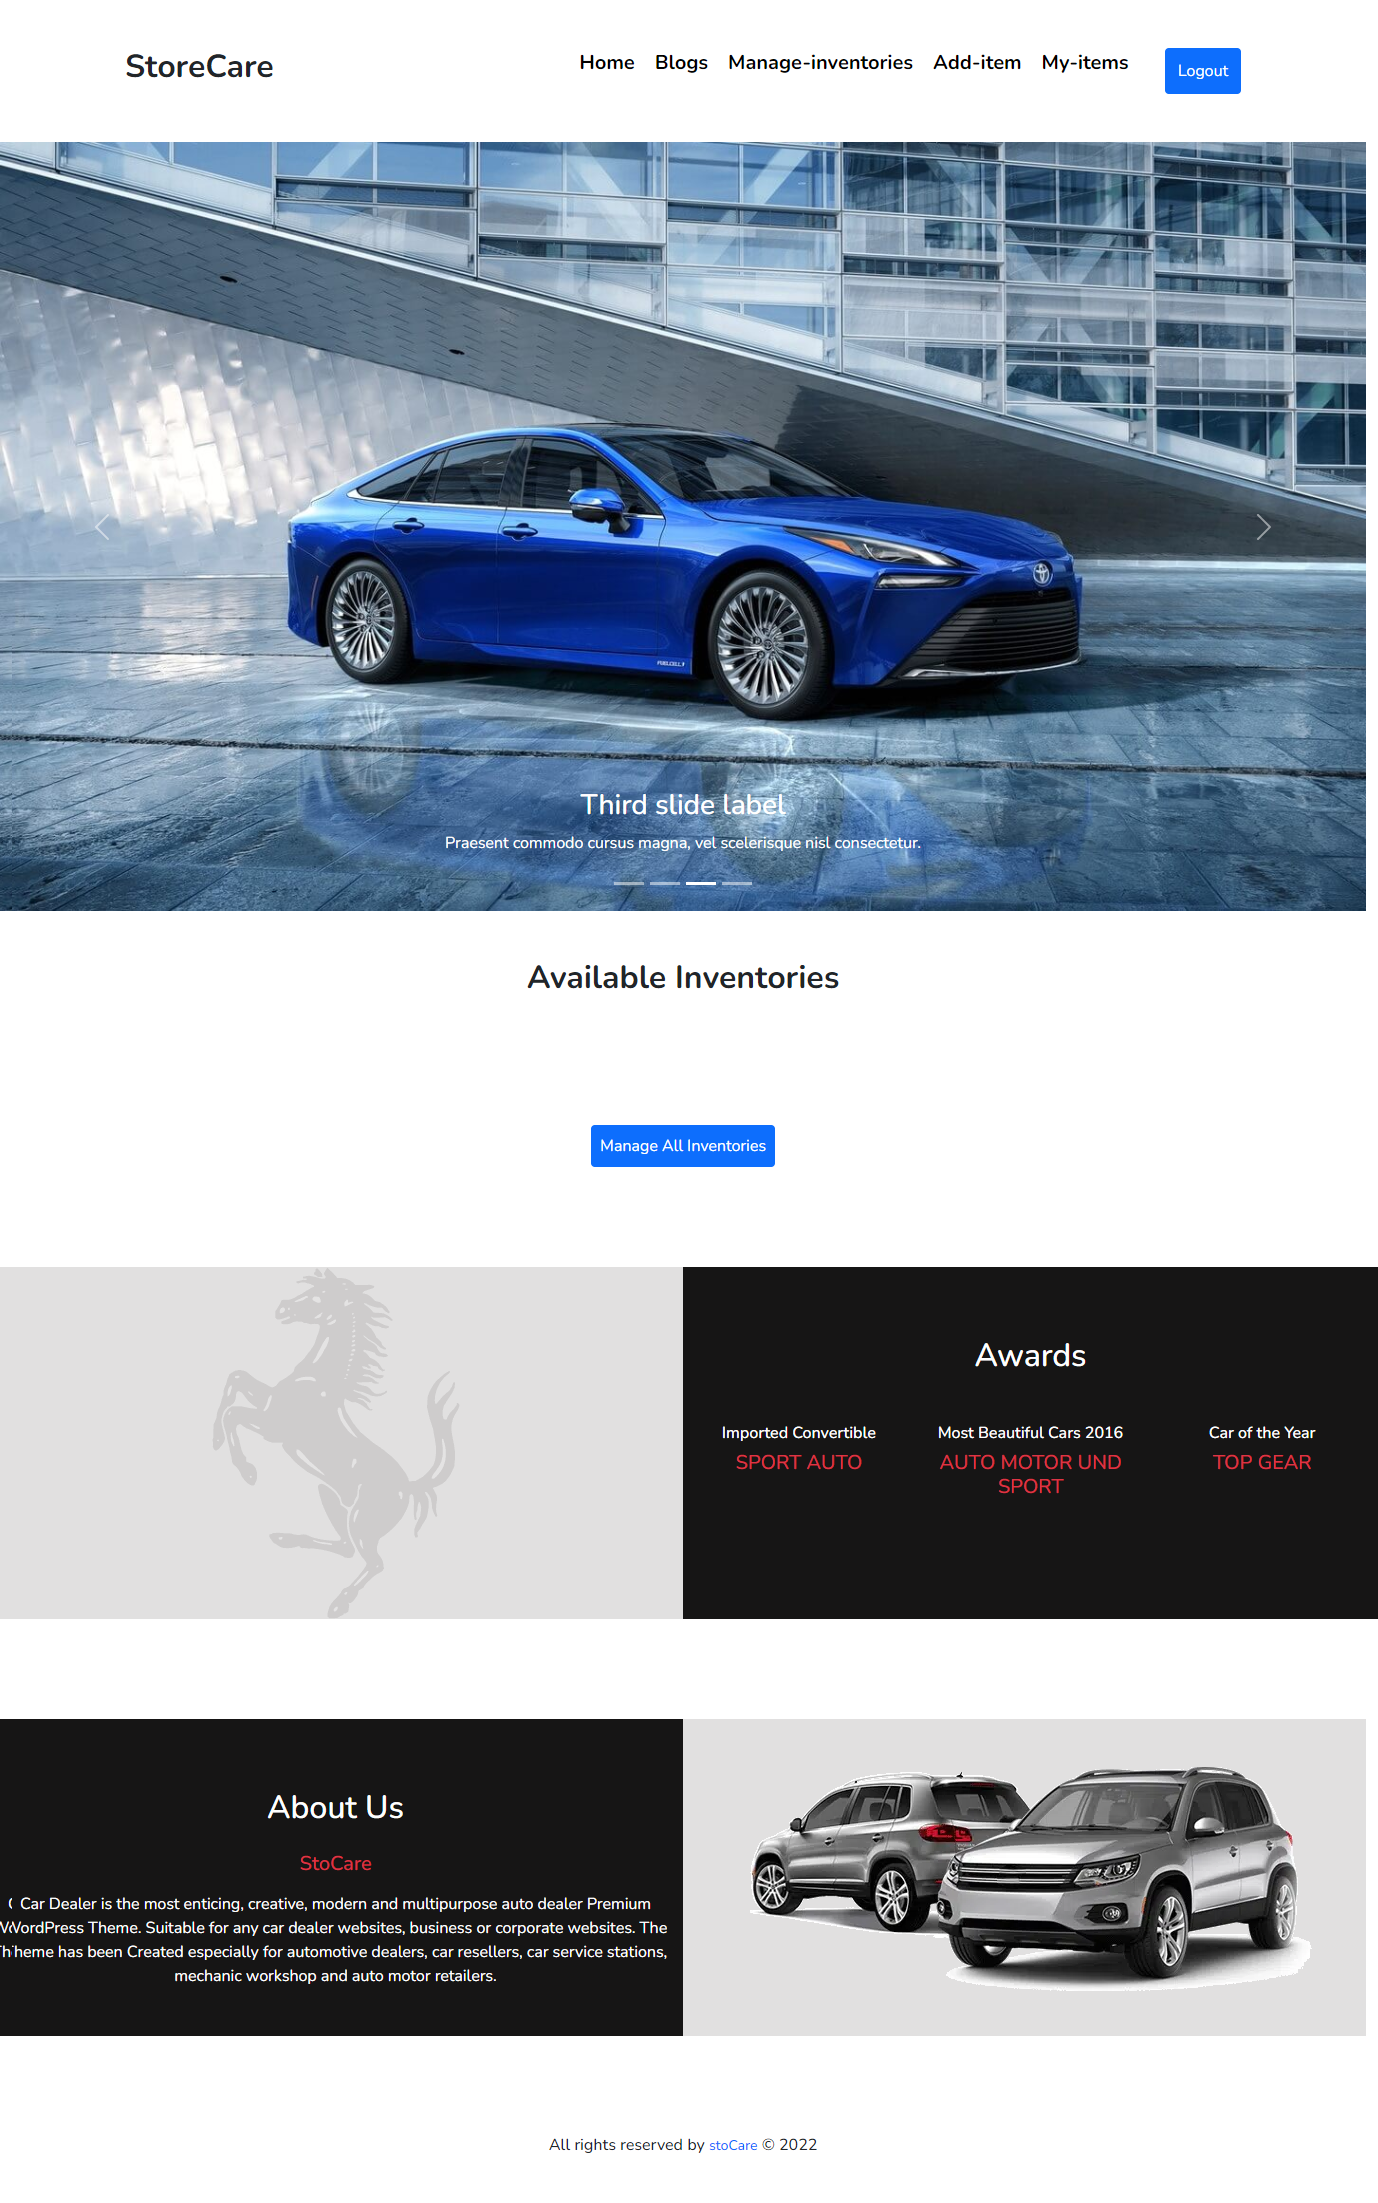 StoreCare
Home Blogs Manage-inventories Add-item My-items Logout
FUELCELL
Third slide label
Praesent commodo cursus magna, vel scelerisque nisl consectetur.
Available Inventories
Manage All Inventories
Awards
Imported Convertible
SPORT AUTO
Most Beautiful Cars 2016
AUTO MOTOR UND
SPORT
Car of the Year
TOP GEAR
About Us
StoCare
Car Dealer is the most enticing, creative, modern and multipurpose auto dealer Premium
WordPress Theme. Suitable for any car dealer websites, business or corporate websites. The
Theme has been Created especially for automotive dealers, car resellers, car service stations,
mechanic workshop and auto motor retailers.
All rights reserved by stoCare © 2022